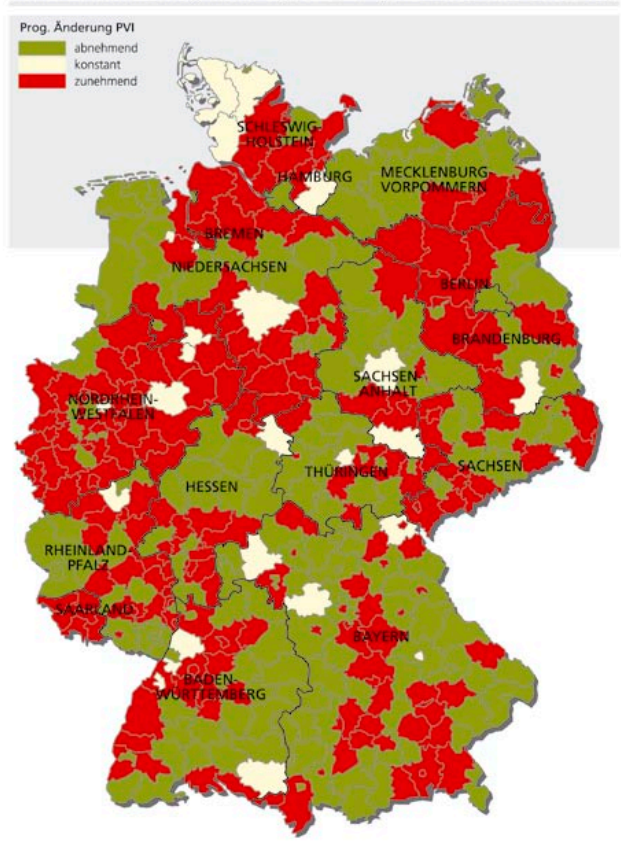 Prog. Änderung PVI
abnehmend
konstant
zunehmend
SCHLESWIG-
HOLSTEIN
HAMBURG
MECKLENBURG
VORPOMMERN
BREMEN
NIEDERSACHSEN
BERLIN
BRANDENBURG
SACHSEN
ANHALT
NORDRHEIN-
WESTFALEN
THÜRINGEN
SACHSEN
HESSEN
RHEINLAND-
PFALZ
SAARLAND
BAYERN
BADEN-
WÜRTTEMBERG